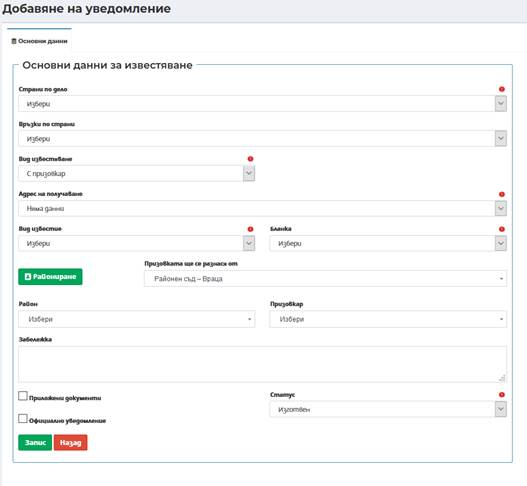 Добавяне на уведомление
Основни данни
Основни данни за известяване
Страни по дело
Избери
Връзки по страни
Избери
Вид известяване
С призовкар
Адрес на получаване
Няма данни
Вид известие
Бланка
Избери
Избери
Призовката ще се разнася от
Райониране
Районен съд – Враца
Район
Призовкар
Избери
Избери
Забележка
Приложени документи
Статус
Изготвен
Официално уведомление
Запис
Назад